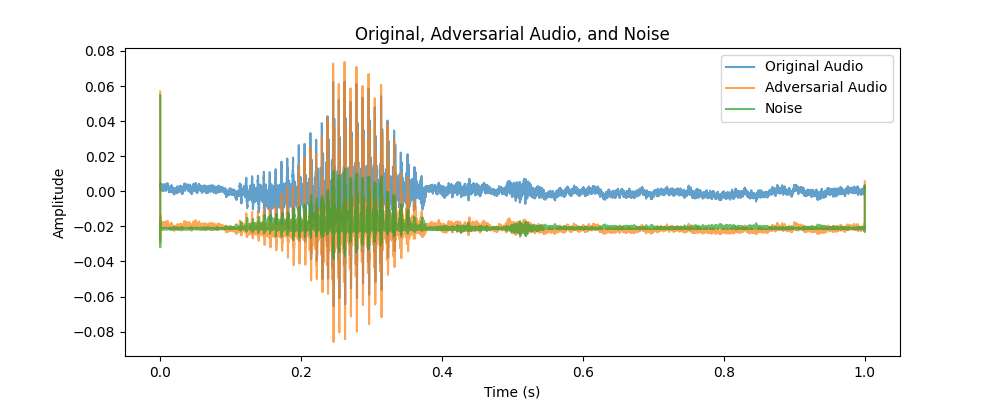 Original, Adversarial Audio, and Noise
Original Audio
Adversarial Audio
Noise
Amplitude
0.08
0.06
0.04
0.02
0.00
−0.02
−0.04
−0.06
−0.08
0.0 0.2 0.4 0.6 0.8 1.0
Time (s)